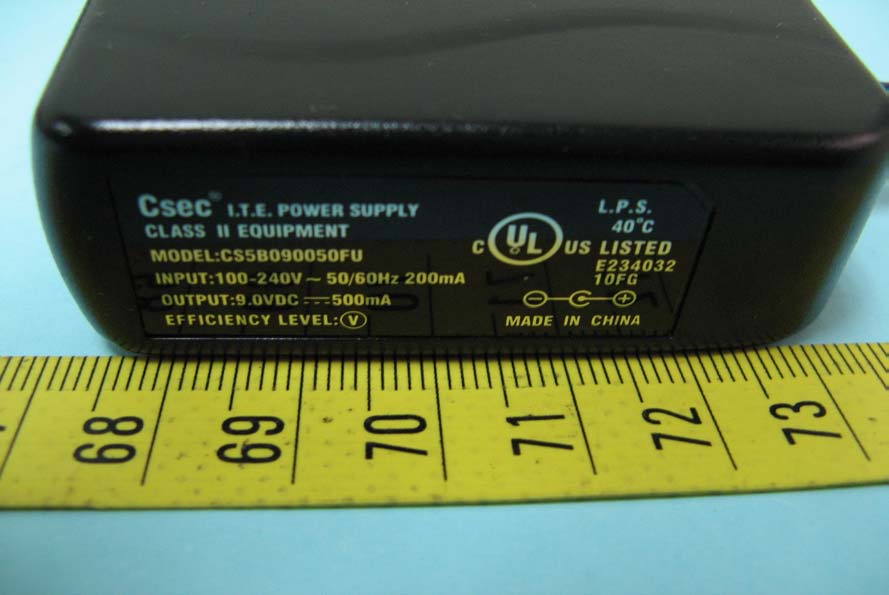 Csec® I.T.E. POWER SUPPLY
CLASS II EQUIPMENT
MODEL:CS5B090050FU
INPUT:100-240V ~ 50/60Hz 200mA
OUTPUT:9.0VDC ⎓ 500mA
EFFICIENCY LEVEL:Ⓥ
L.P.S.
40°C
C UL US LISTED
E234032
10FG
MADE IN CHINA
68 69 70 71 72 73